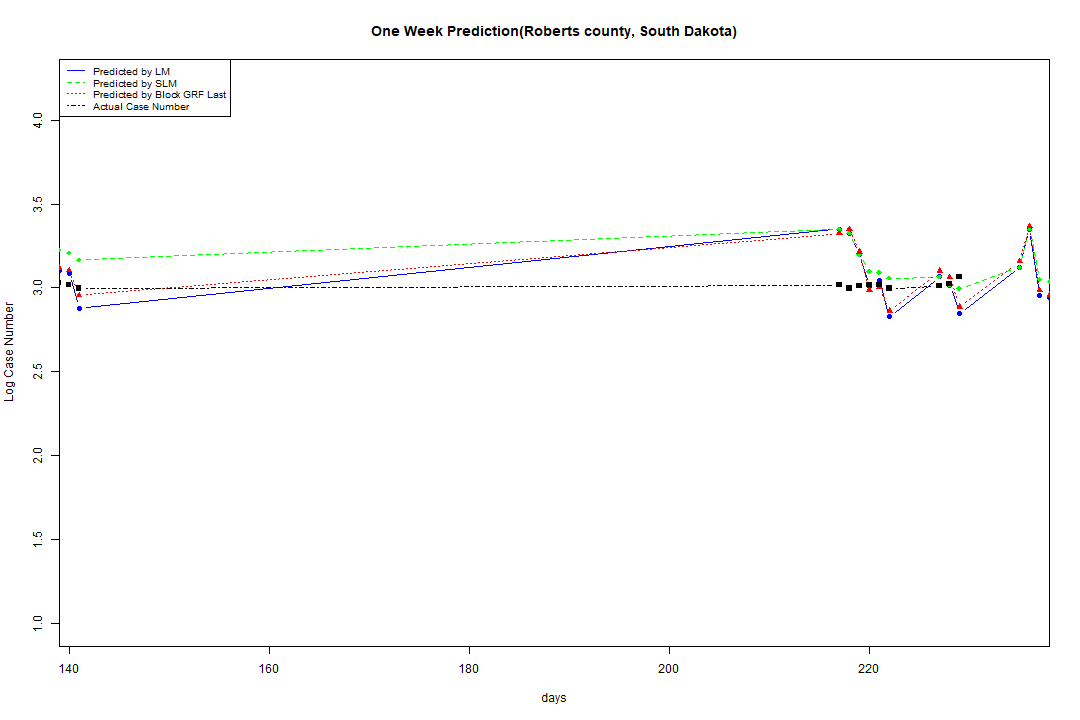 One Week Prediction(Roberts county, South Dakota)
Predicted by LM
Predicted by SLM
Predicted by Block GRF Last
Actual Case Number
4.0
3.5
3.0
2.5
2.0
1.5
1.0
Log Case Number
140 160 180 200 220
days